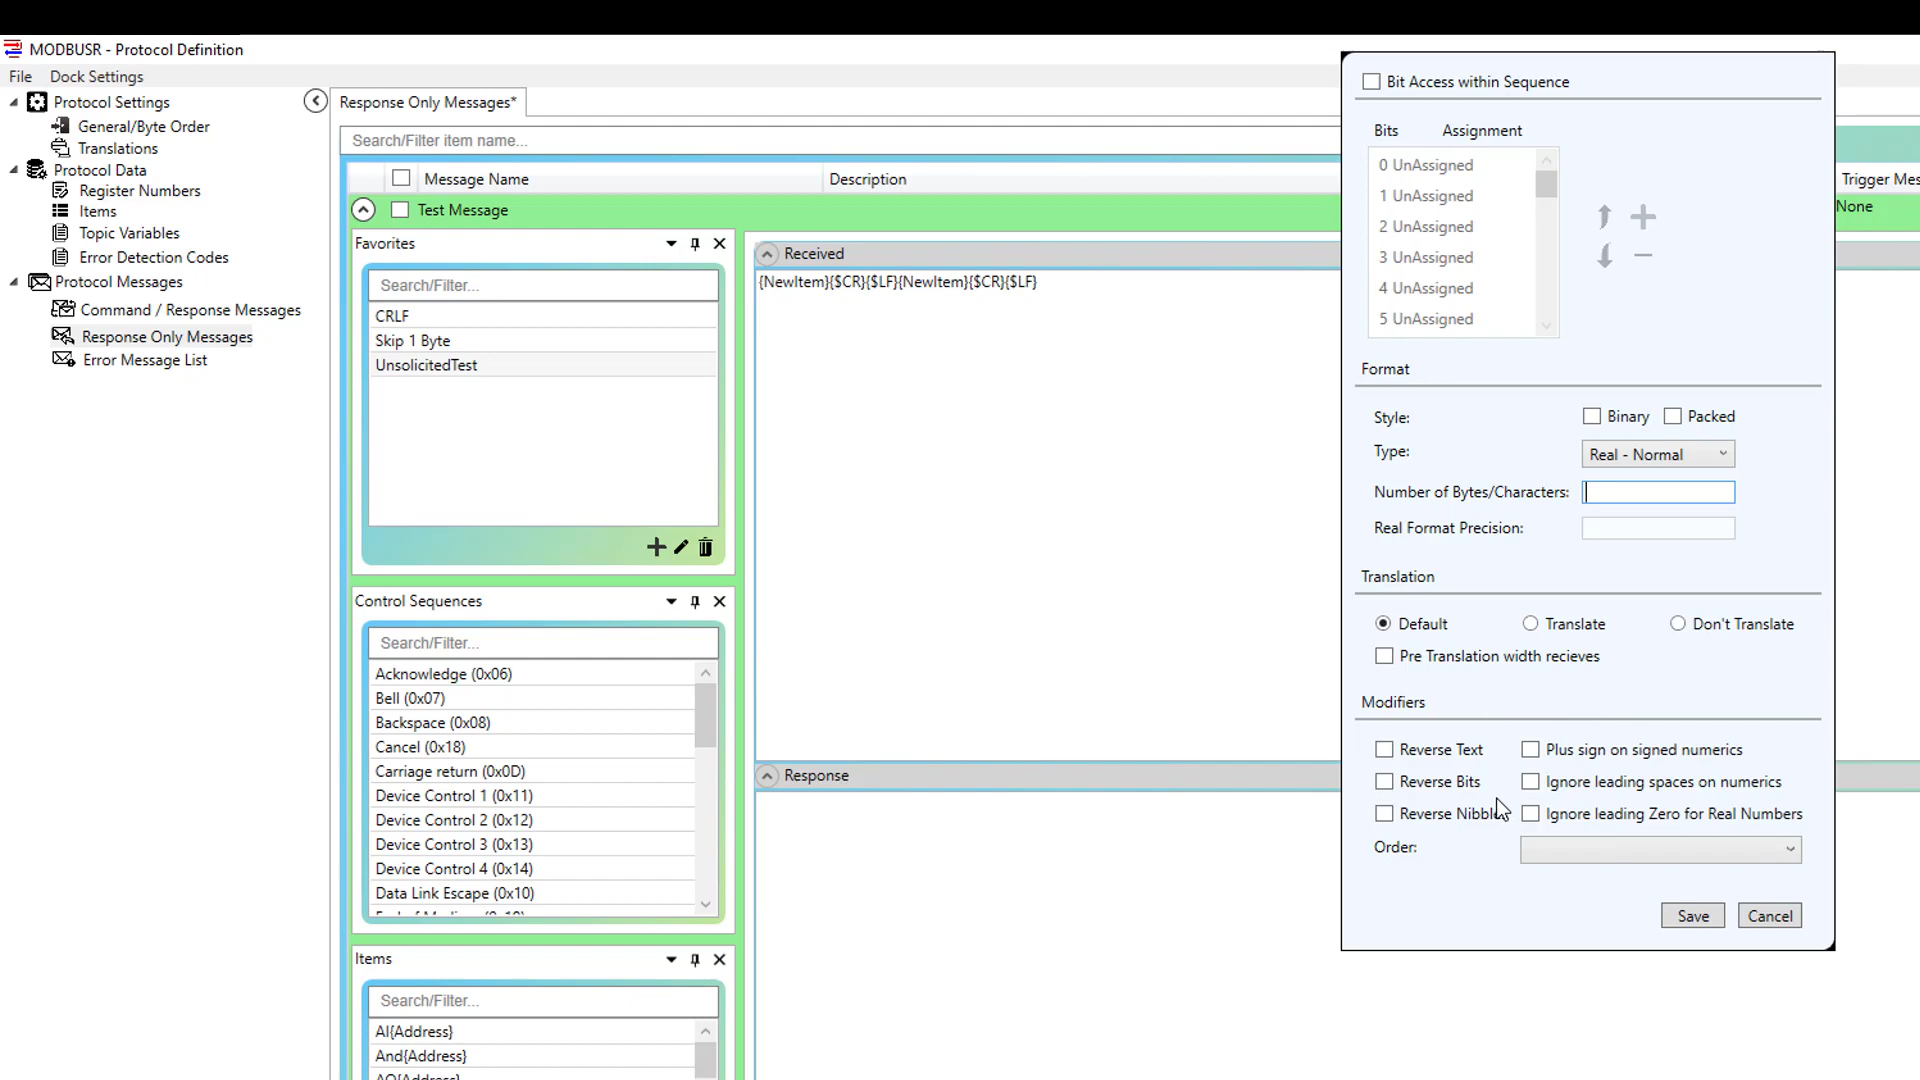 MODBUSR - Protocol Definition
File Dock Settings
Protocol Settings
General/Byte Order
Translations
Protocol Data
Register Numbers
Items
Topic Variables
Error Detection Codes
Protocol Messages
Command / Response Messages
Response Only Messages
Error Message List
Response Only Messages*
Search/Filter item name...
Message Name Description Trigger Mes
Test Message None
Favorites
Search/Filter...
CRLF
Skip 1 Byte
UnsolicitedTest
Control Sequences
Search/Filter...
Acknowledge (0x06)
Bell (0x07)
Backspace (0x08)
Cancel (0x18)
Carriage return (0x0D)
Device Control 1 (0x11)
Device Control 2 (0x12)
Device Control 3 (0x13)
Device Control 4 (0x14)
Data Link Escape (0x10)
Items
Search/Filter...
AI{Address}
And{Address}
Received
{NewItem}{$CR}{$LF}{NewItem}{$CR}{$LF}
Response
Bit Access within Sequence
Bits Assignment
0 UnAssigned
1 UnAssigned
2 UnAssigned
3 UnAssigned
4 UnAssigned
5 UnAssigned
Format
Style: Binary Packed
Type: Real - Normal
Number of Bytes/Characters:
Real Format Precision:
Translation
Default Translate Don't Translate
Pre Translation width recieves
Modifiers
Reverse Text Plus sign on signed numerics
Reverse Bits Ignore leading spaces on numerics
Reverse Ignore leading Zero for Real Numbers
Order:
Save Cancel